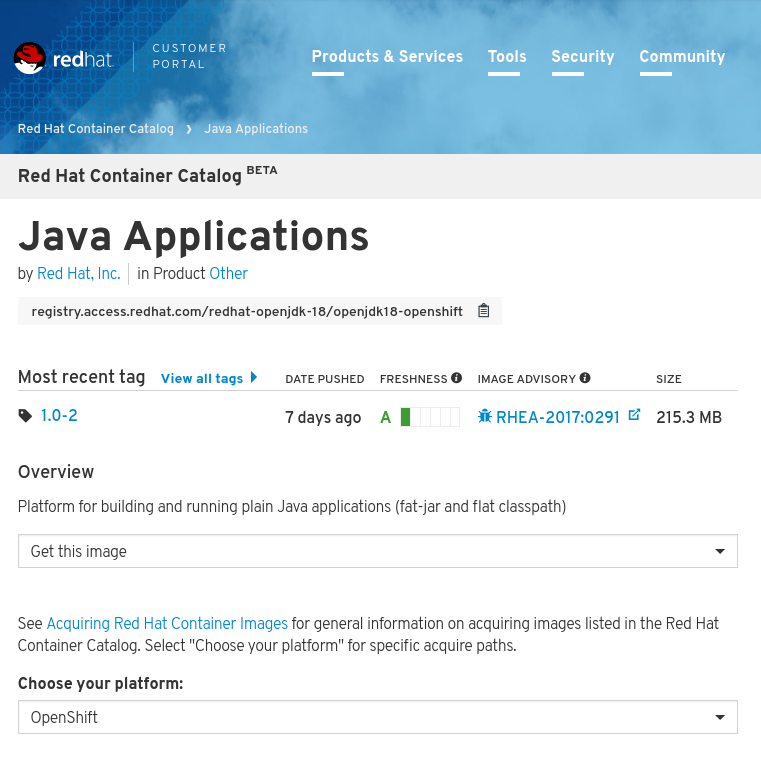 redhat.
CUSTOMER
PORTAL
Products & Services Tools Security Community
Red Hat Container Catalog ❯ Java Applications
Red Hat Container Catalog BETA
Java Applications
by Red Hat, Inc. in Product Other
registry.access.redhat.com/redhat-openjdk-18/openjdk18-openshift
Most recent tag View all tags DATE PUSHED FRESHNESS IMAGE ADVISORY SIZE
1.0-2 7 days ago A RHEA-2017:0291 215.3 MB
Overview
Platform for building and running plain Java applications (fat-jar and flat classpath)
Get this image
See Acquiring Red Hat Container Images for general information on acquiring images listed in the Red Hat
Container Catalog. Select "Choose your platform" for specific acquire paths.
Choose your platform:
OpenShift